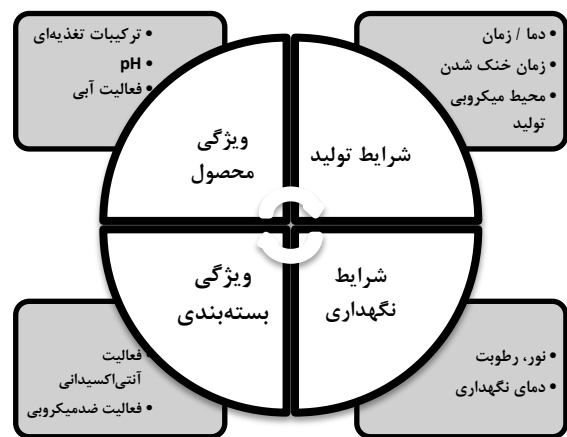 • دما / زمان
• زمان خنک شدن
• محیط میکروبی
تولید
شرایط تولید
• ترکیبات تغذیه‌ای
• pH
• فعالیت آبی
ویژگی
محصول
شرایط
نگهداری
• نور، رطوبت
• دمای نگهداری
ویژگی
بسته‌بندی
• فعالیت
آنتی‌اکسیدانی
• فعالیت ضدمیکروبی